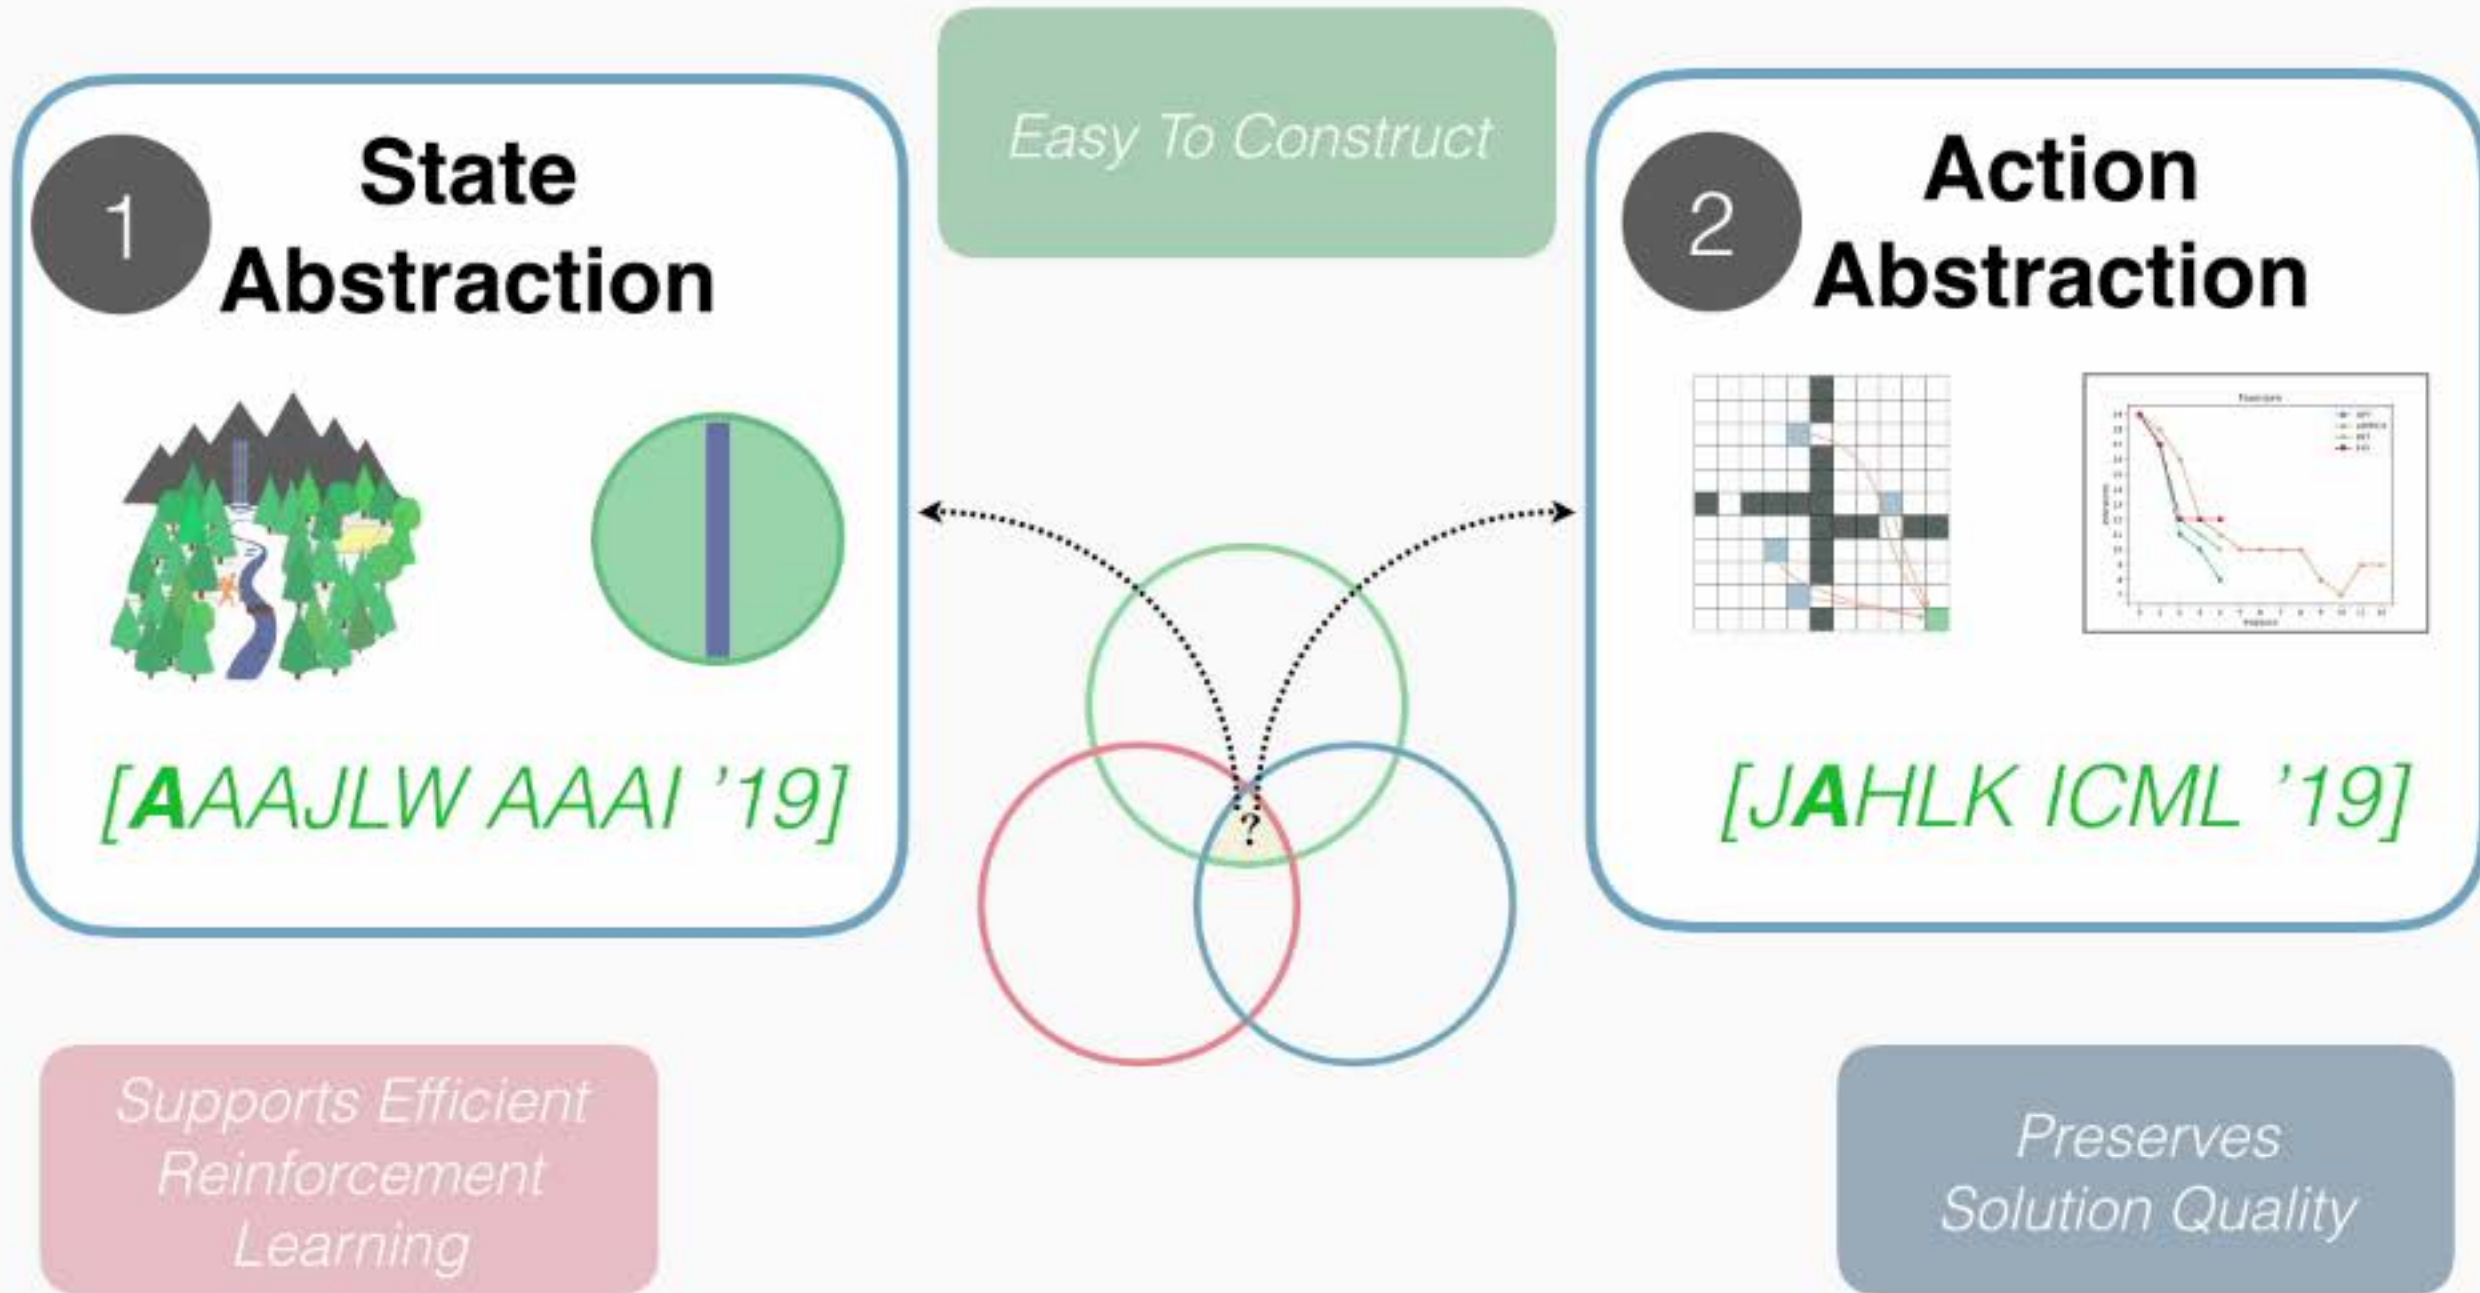 Easy To Construct
1
State
Abstraction
[AAAAJLW AAAI ’19]
2
Action
Abstraction
[JAHLK ICML ’19]
?
Supports Efficient
Reinforcement
Learning
Preserves
Solution Quality